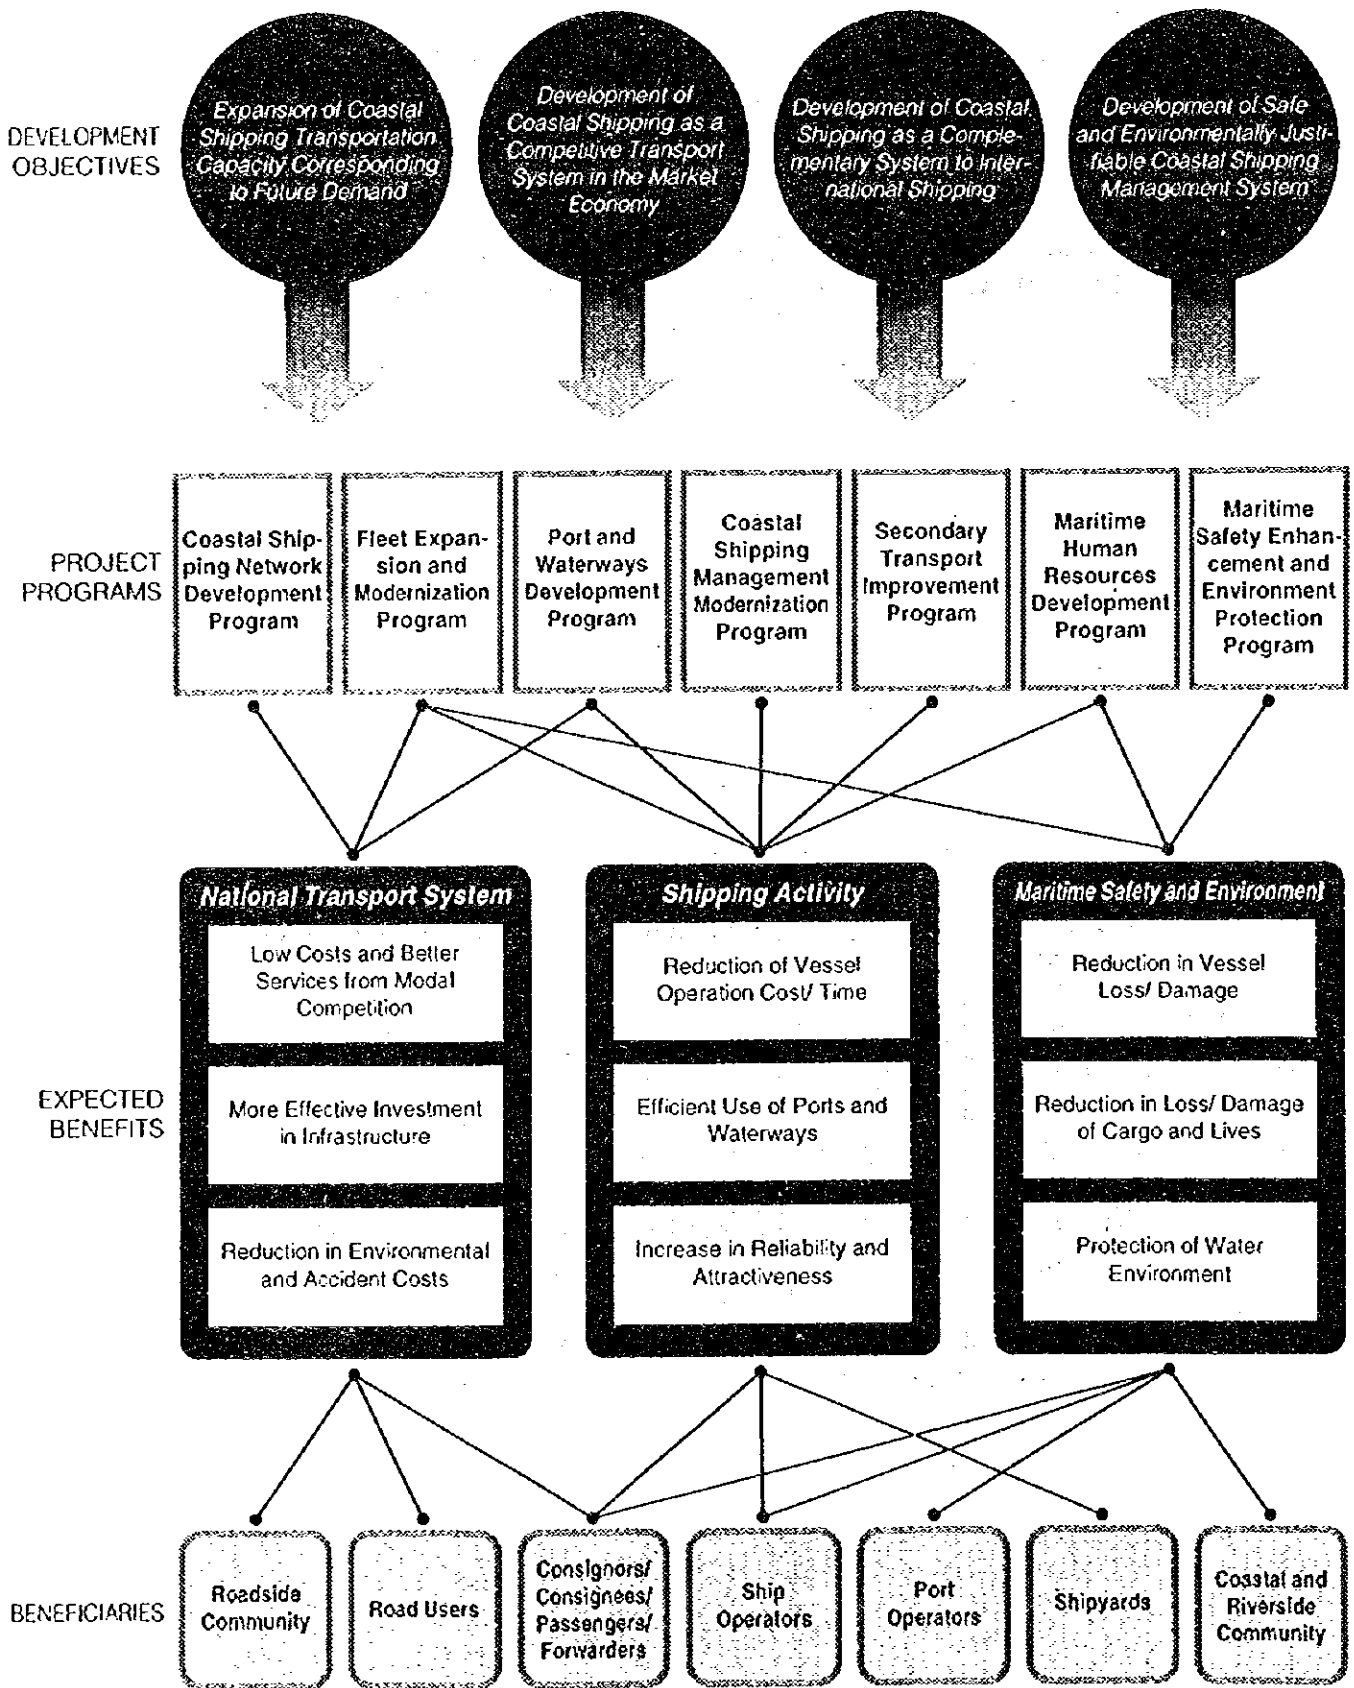 DEVELOPMENT
OBJECTIVES
Expansion of Coastal
Shipping Transportation
Capacity Corresponding
to Future Demand
Development of
Coastal Shipping as a
Competitive Transport
System in the Market
Economy
Development of Coastal
Shipping as a Comple-
mentary System to Inter-
national Shipping
Development of Safe
and Environmentally Justi-
fiable Coastal Shipping
Management System
PROJECT
PROGRAMS
Coastal Ship-
ping Network
Development
Program
Fleet Expan-
sion and
Modernization
Program
Port and
Waterways
Development
Program
Coastal
Shipping
Management
Modernization
Program
Secondary
Transport
Improvement
Program
Maritime
Human
Resources
Development
Program
Maritime
Safety Enhan-
cement and
Environment
Protection
Program
EXPECTED
BENEFITS
National Transport System
Low Costs and Better
Services from Modal
Competition
More Effective Investment
in Infrastructure
Reduction in Environmental
and Accident Costs
Shipping Activity
Reduction of Vessel
Operation Cost/ Time
Efficient Use of Ports and
Waterways
Increase in Reliability and
Attractiveness
Maritime Safety and Environment
Reduction in Vessel
Loss/ Damage
Reduction in Loss/ Damage
of Cargo and Lives
Protection of Water
Environment
BENEFICIARIES
Roadside
Community
Road Users
Consignors/
Consignees/
Passengers/
Forwarders
Ship
Operators
Port
Operators
Shipyards
Coastal and
Riverside
Community